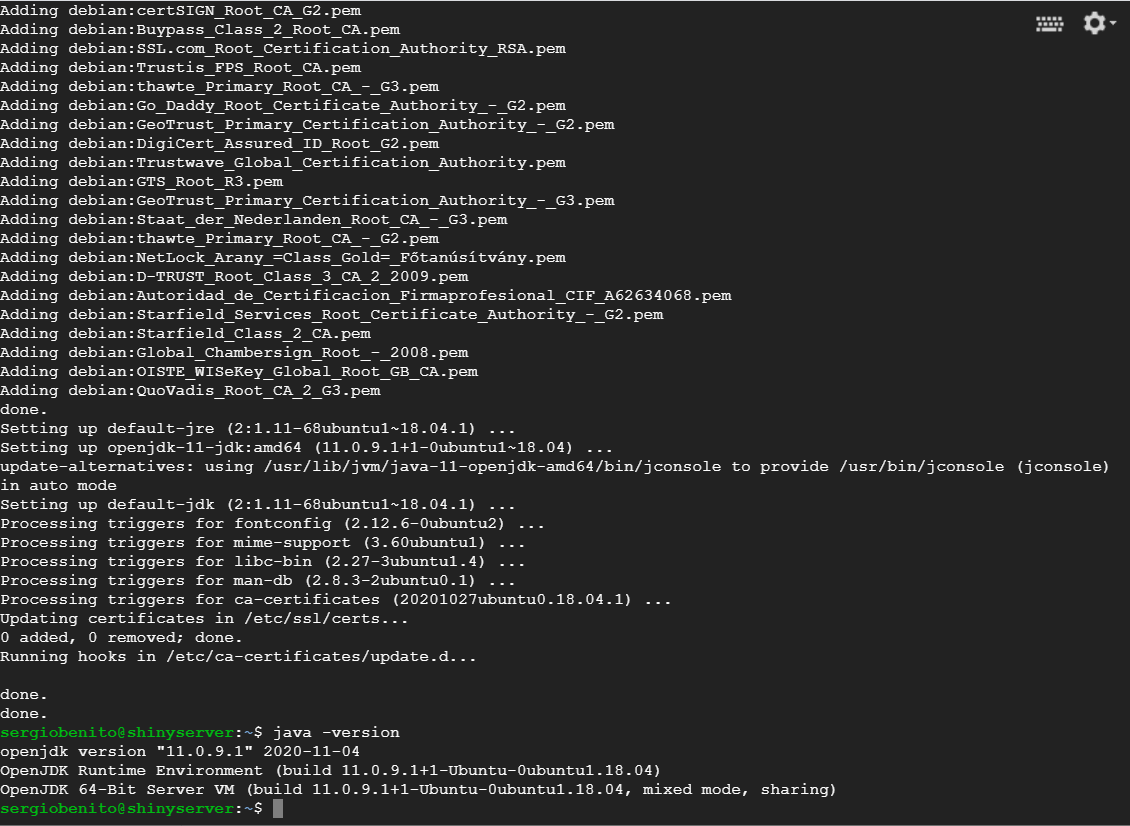 Adding debian:certSIGN_Root_CA_G2.pem
Adding debian:Buypass_Class_2_Root_CA.pem
Adding debian:SSL.com_Root_Certification_Authority_RSA.pem
Adding debian:Trustis_FPS_Root_CA.pem
Adding debian:thawte_Primary_Root_CA_-_G3.pem
Adding debian:Go_Daddy_Root_Certificate_Authority_-_G2.pem
Adding debian:GeoTrust_Primary_Certification_Authority_-_G2.pem
Adding debian:DigiCert_Assured_ID_Root_G2.pem
Adding debian:Trustwave_Global_Certification_Authority.pem
Adding debian:GTS_Root_R3.pem
Adding debian:GeoTrust_Primary_Certification_Authority_-_G3.pem
Adding debian:Staat_der_Nederlanden_Root_CA_-_G3.pem
Adding debian:thawte_Primary_Root_CA_-_G2.pem
Adding debian:NetLock_Arany_=Class_Gold=_Főtanúsítvány.pem
Adding debian:D-TRUST_Root_Class_3_CA_2_2009.pem
Adding debian:Autoridad_de_Certificacion_Firmaprofesional_CIF_A62634068.pem
Adding debian:Starfield_Services_Root_Certificate_Authority_-_G2.pem
Adding debian:Starfield_Class_2_CA.pem
Adding debian:Global_Chambersign_Root_-_2008.pem
Adding debian:OISTE_WISeKey_Global_Root_GB_CA.pem
Adding debian:QuoVadis_Root_CA_2_G3.pem
done.
Setting up default-jre (2:1.11-68ubuntu1~18.04.1) ...
Setting up openjdk-11-jdk:amd64 (11.0.9.1+1-0ubuntu1~18.04) ...
update-alternatives: using /usr/lib/jvm/java-11-openjdk-amd64/bin/jconsole to provide /usr/bin/jconsole (jconsole)
in auto mode
Setting up default-jdk (2:1.11-68ubuntu1~18.04.1) ...
Processing triggers for fontconfig (2.12.6-0ubuntu2) ...
Processing triggers for mime-support (3.60ubuntu1) ...
Processing triggers for libc-bin (2.27-3ubuntu1.4) ...
Processing triggers for man-db (2.8.3-2ubuntu0.1) ...
Processing triggers for ca-certificates (20201027ubuntu0.18.04.1) ...
Updating certificates in /etc/ssl/certs...
0 added, 0 removed; done.
Running hooks in /etc/ca-certificates/update.d...
done.
done.
sergiobenito@shinyserver:~$ java -version
openjdk version "11.0.9.1" 2020-11-04
OpenJDK Runtime Environment (build 11.0.9.1+1-Ubuntu-0ubuntu1.18.04)
OpenJDK 64-Bit Server VM (build 11.0.9.1+1-Ubuntu-0ubuntu1.18.04, mixed mode, sharing)
sergiobenito@shinyserver:~$